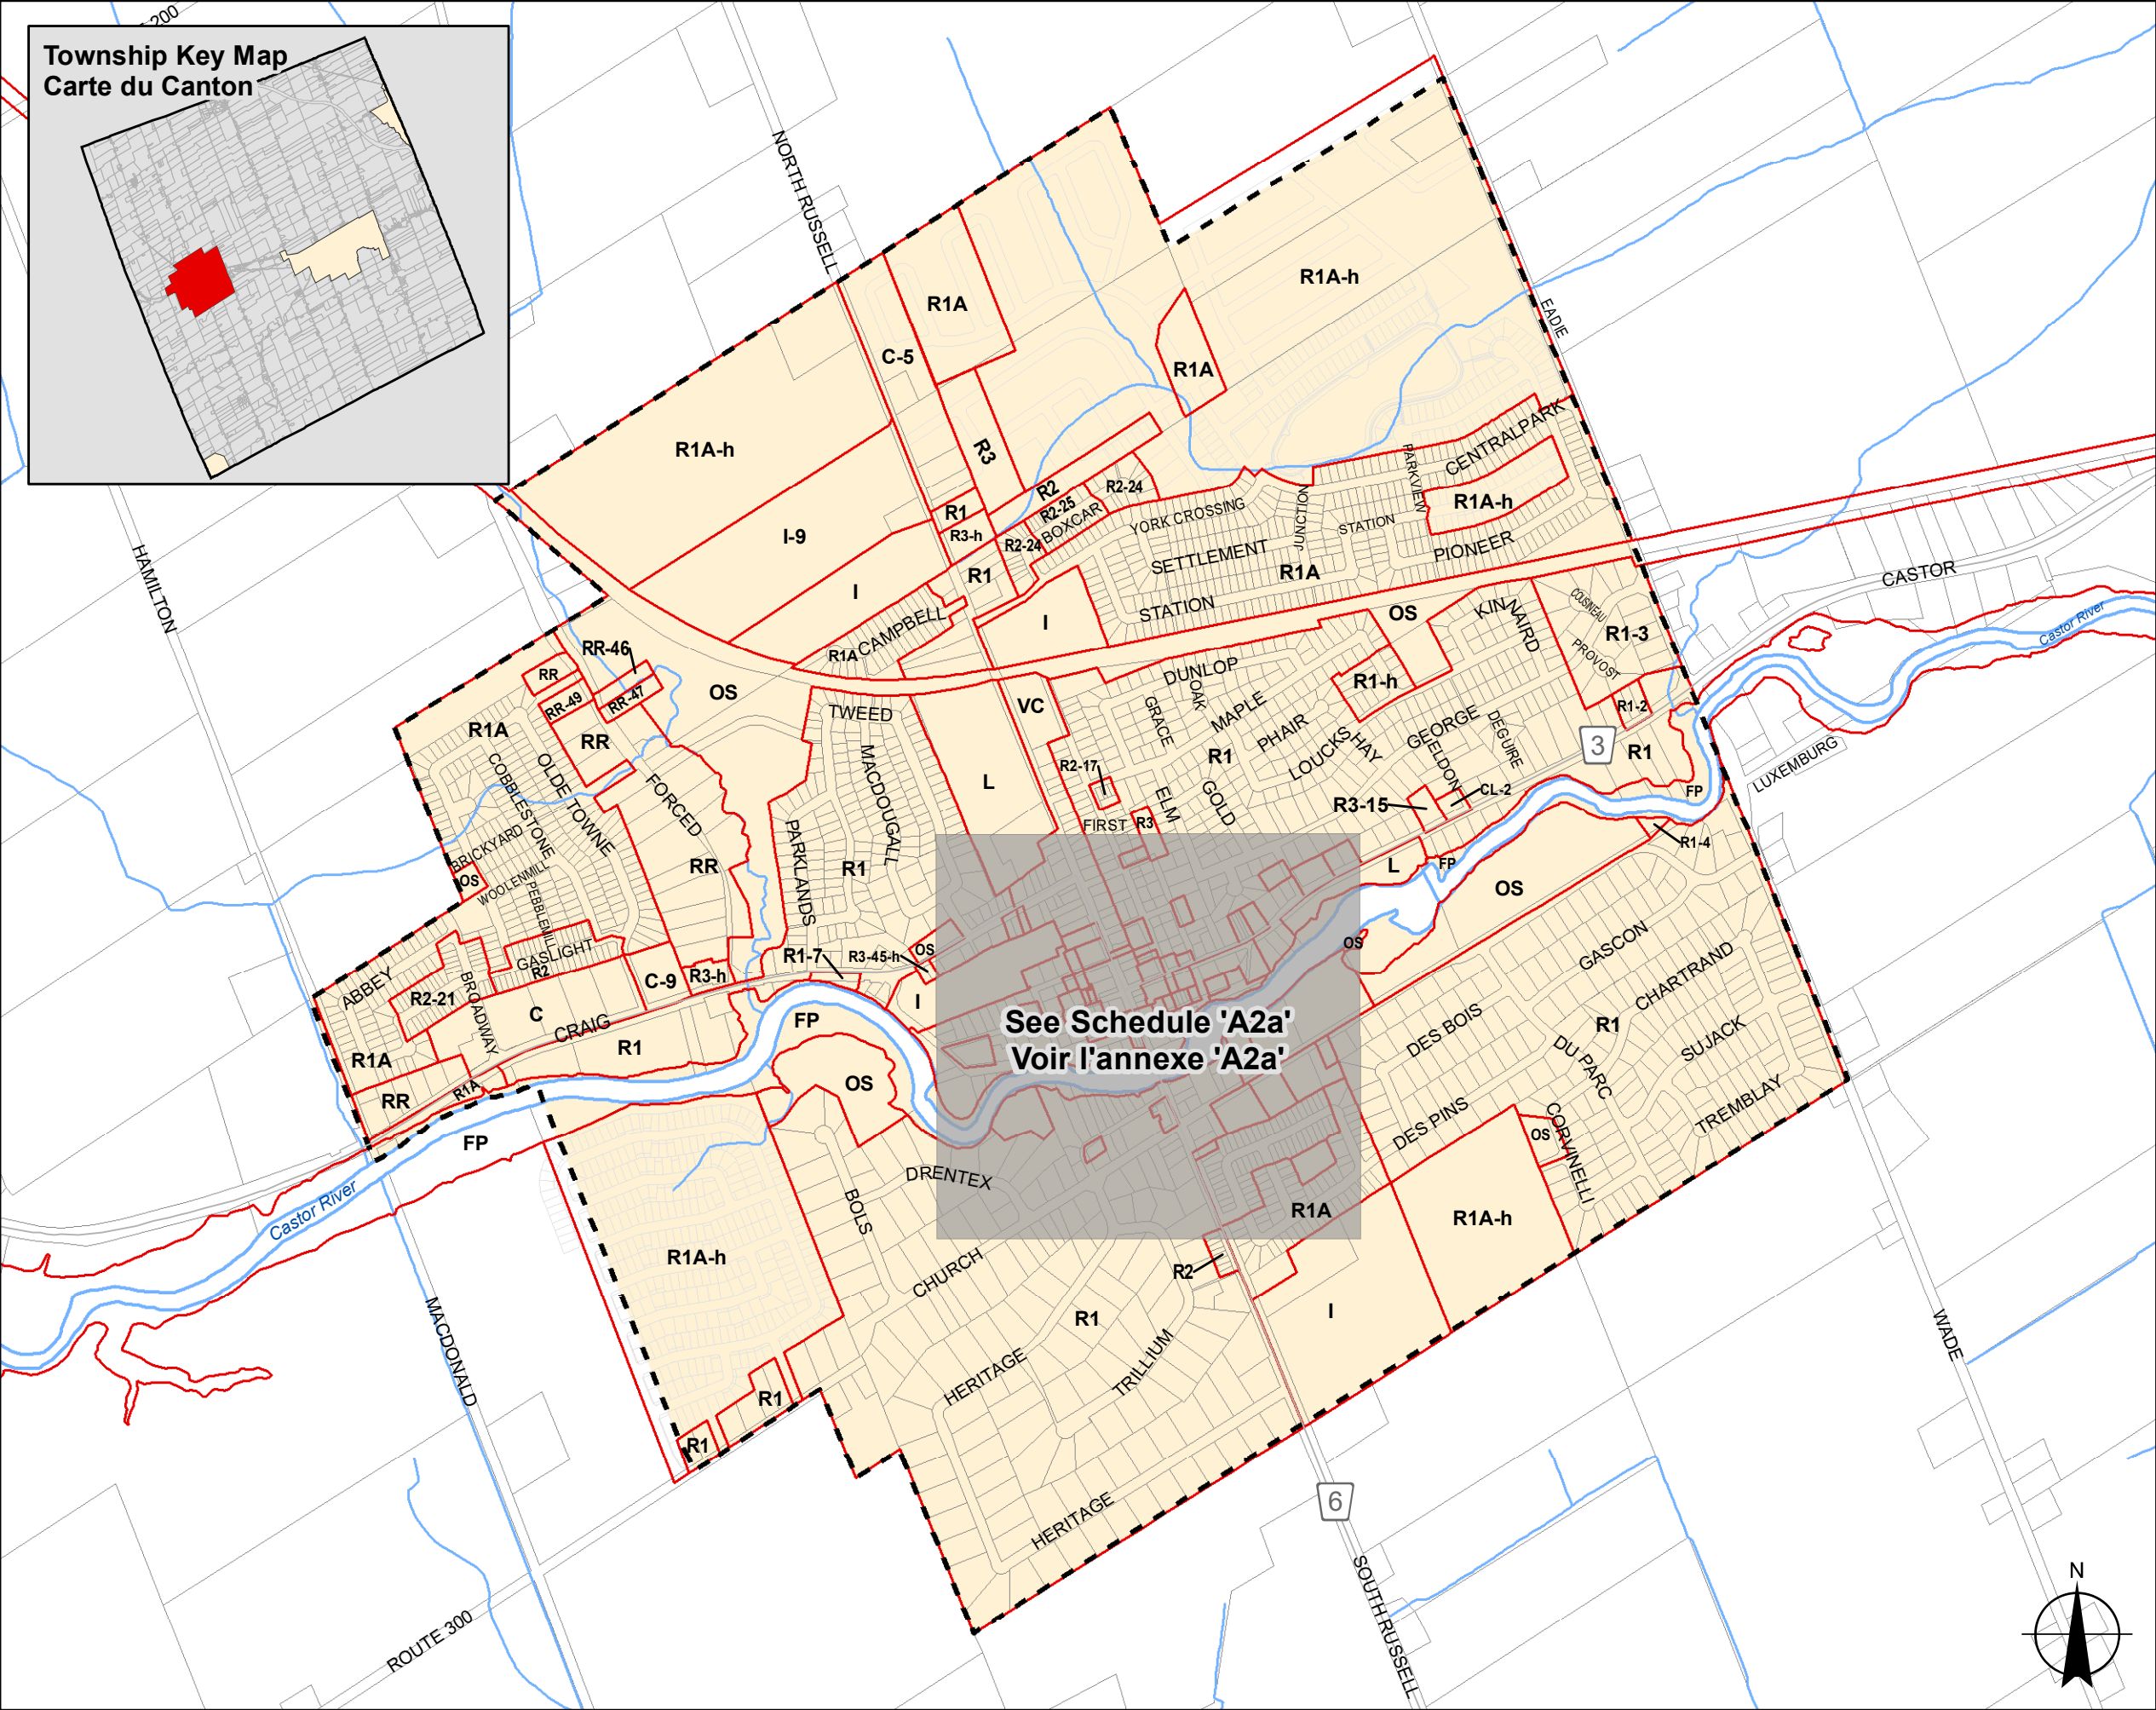 200
Township Key Map
Carte du Canton
NORTH RUSSELL
R1A-h
EADIE
R1A
C-5
R1A
R1A-h
R3
CENTRALPARK
PARKVIEW
R1A-h
R2
R2-24
R2-25
BOXCAR
R1
R3-h
R2-24
YORK CROSSING
JUNCTION
STATION
I-9
SETTLEMENT
PIONEER
R1A
R1
HAMILTON
I
CASTOR
STATION
CAMPBELL
I
R1A
OS
KINNAIRD
COUSINEAU
R1-3
PROVOST
Castor River
RR-46
RR
RR-49
RR-47
OS
DUNLOP
OAK
R1-h
R1-2
VC
GRACE
MAPLE
TWEED
R1A
RR
PHAIR
GEORGE
DEGUIRE
3
R1
R1
LOUCKS
HAY
ELDON
LUXEMBURG
COBBLESTONE
OLDE TOWNE
MACDOUGALL
R2-17
L
CL-2
FP
FORCED
ELM
GOLD
R3-15
FIRST
R3
R1-4
BRICKYARD
PARKLANDS
OS
WOOLENMILL
PEBBLEMILL
RR
R1
L
FP
OS
GASCON
OS
GASLIGHT
R2
R1-7
R3-45-h
OS
CHARTRAND
ABBEY
R2-21
BROADWAY
C-9
R3-h
I
C
CRAIG
FP
See Schedule 'A2a'
Voir l'annexe 'A2a'
R1
DES BOIS
SUJACK
R1
R1A
DU PARC
OS
RR
R1A
TREMBLAY
DES PINS
CORVINELLI
OS
FP
DRENTEX
Castor River
BOLS
R1A
R1A-h
R1A-h
CHURCH
R2
I
R1
MACDONALD
WADE
HERITAGE
TRILLIUM
R1
R1
HERITAGE
6
SOUTH RUSSELL
ROUTE 300
N